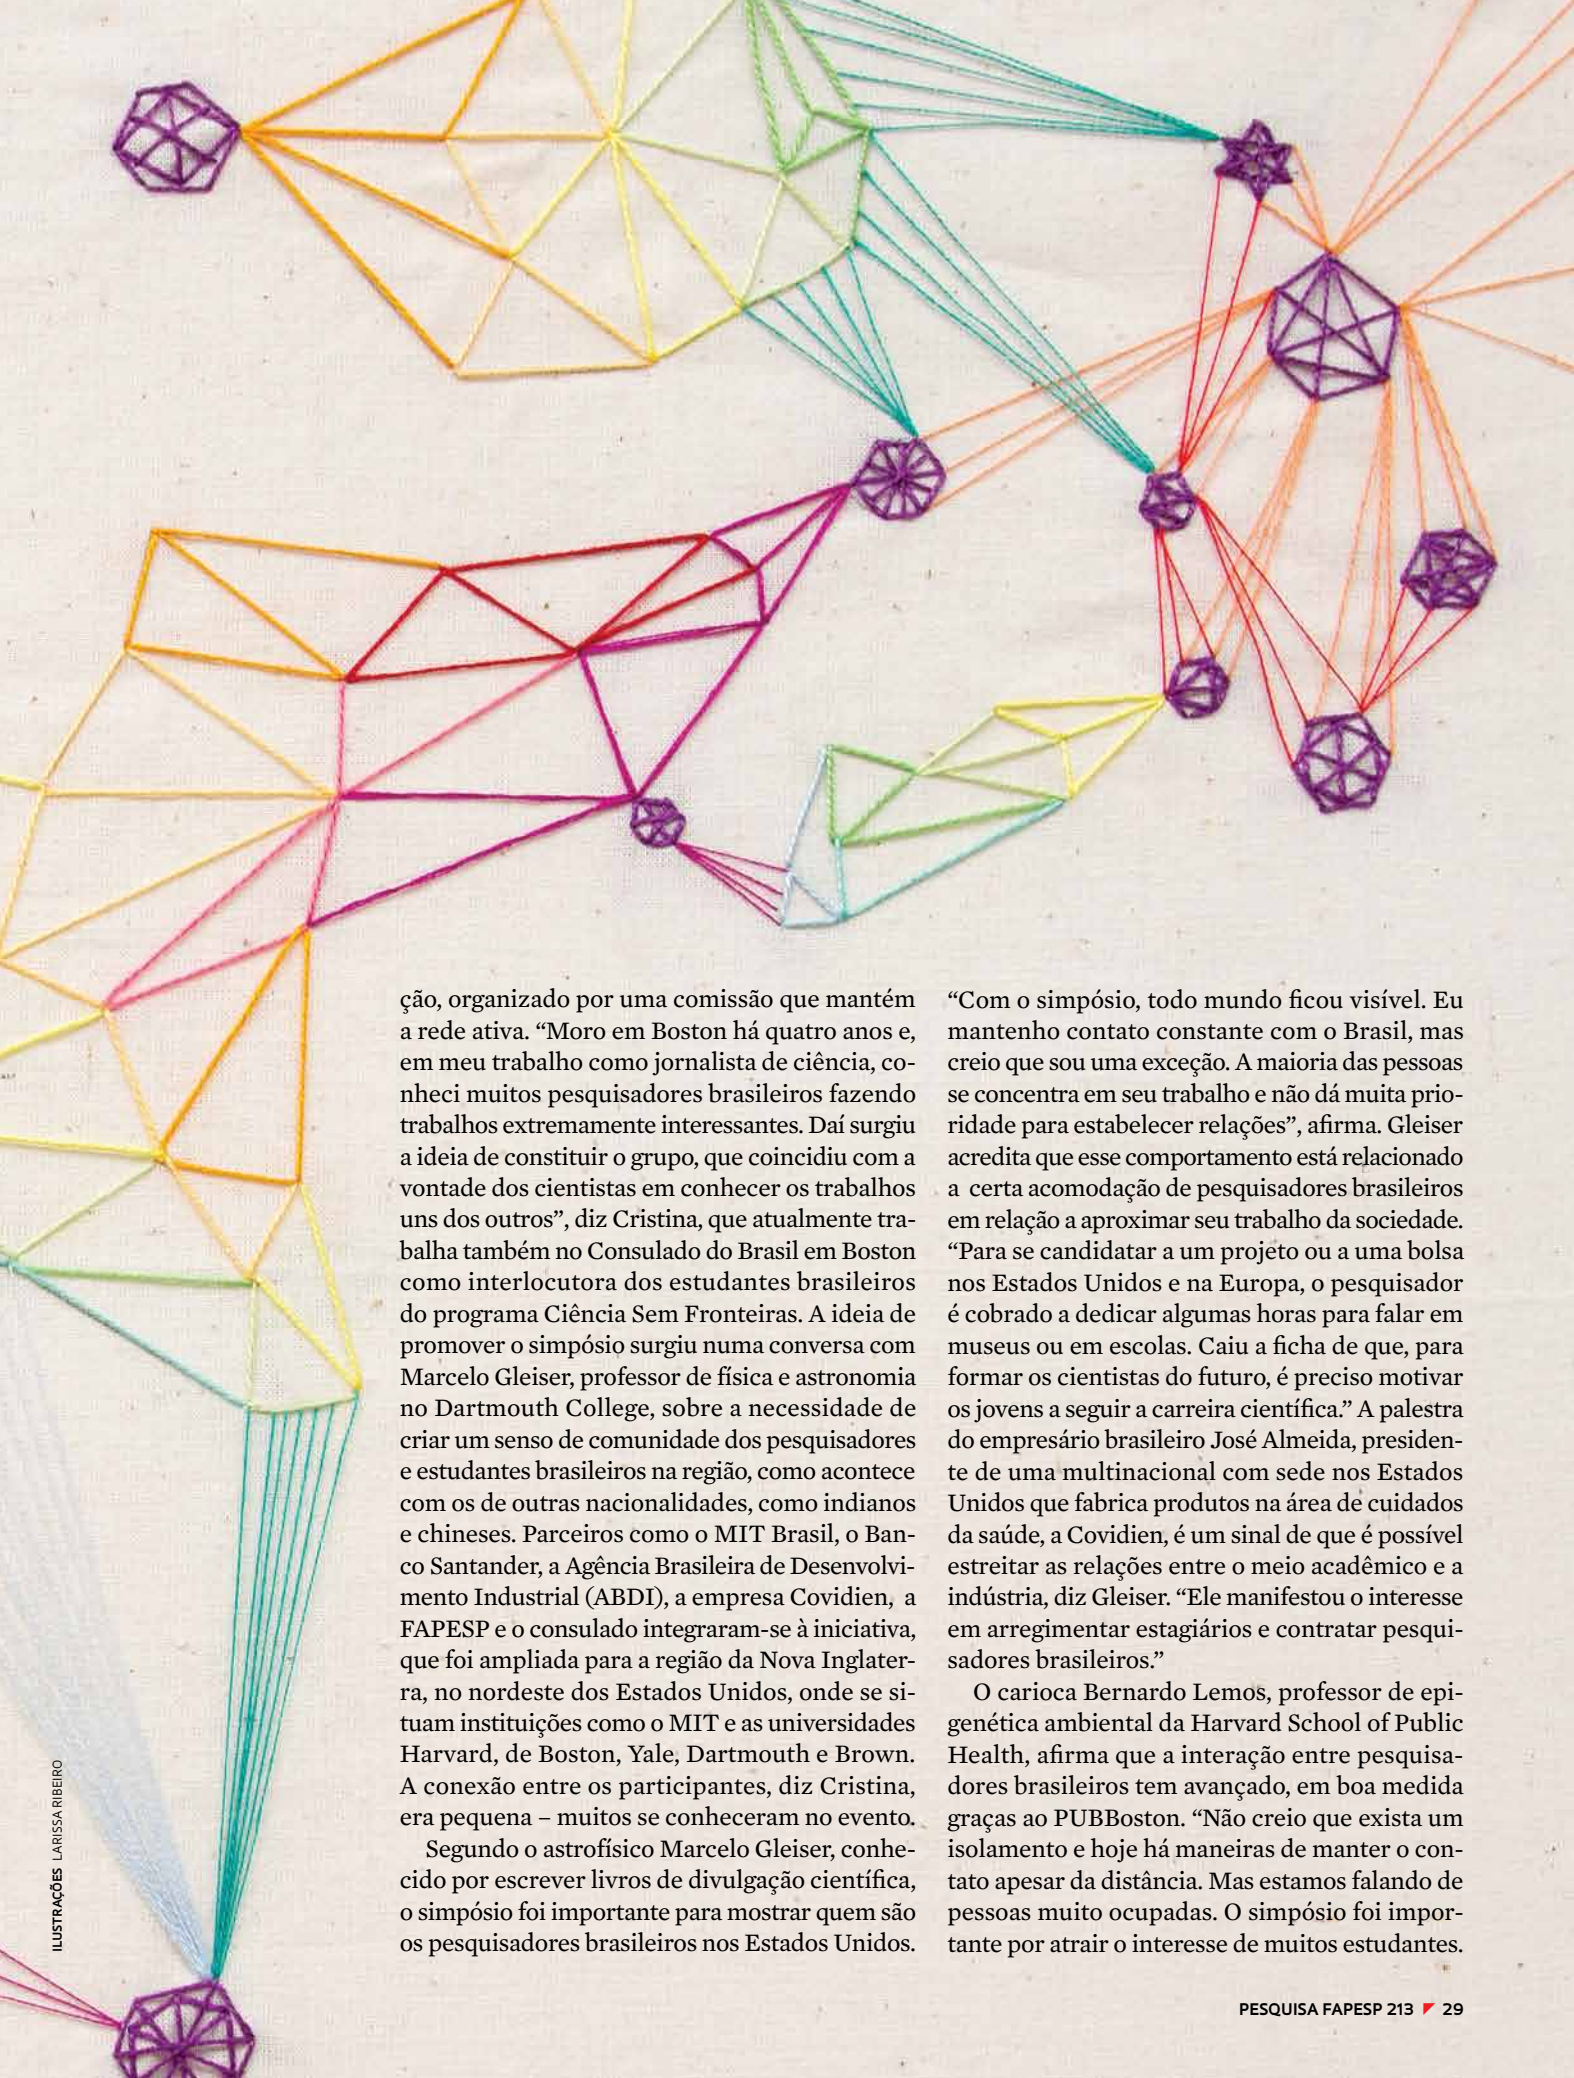 ção, organizado por uma comissão que mantém
a rede ativa. “Moro em Boston há quatro anos e,
em meu trabalho como jornalista de ciência, co-
nheci muitos pesquisadores brasileiros fazendo
trabalhos extremamente interessantes. Daí surgiu
a ideia de constituir o grupo, que coincidiu com a
vontade dos cientistas em conhecer os trabalhos
uns dos outros”, diz Cristina, que atualmente tra-
balha também no Consulado do Brasil em Boston
como interlocutora dos estudantes brasileiros
do programa Ciência Sem Fronteiras. A ideia de
promover o simpósio surgiu numa conversa com
Marcelo Gleiser, professor de física e astronomia
no Dartmouth College, sobre a necessidade de
criar um senso de comunidade dos pesquisadores
e estudantes brasileiros na região, como acontece
com os de outras nacionalidades, como indianos
e chineses. Parceiros como o MIT Brasil, o Ban-
co Santander, a Agência Brasileira de Desenvolvi-
mento Industrial (ABDI), a empresa Covidien, a
FAPESP e o consulado integraram-se à iniciativa,
que foi ampliada para a região da Nova Inglater-
ra, no nordeste dos Estados Unidos, onde se si-
tuam instituições como o MIT e as universidades
Harvard, de Boston, Yale, Dartmouth e Brown.
A conexão entre os participantes, diz Cristina,
era pequena – muitos se conheceram no evento.
Segundo o astrofísico Marcelo Gleiser, conhe-
cido por escrever livros de divulgação científica,
o simpósio foi importante para mostrar quem são
os pesquisadores brasileiros nos Estados Unidos.
“Com o simpósio, todo mundo ficou visível. Eu
mantenho contato constante com o Brasil, mas
creio que sou uma exceção. A maioria das pessoas
se concentra em seu trabalho e não dá muita prio-
ridade para estabelecer relações”, afirma. Gleiser
acredita que esse comportamento está relacionado
a certa acomodação de pesquisadores brasileiros
em relação a aproximar seu trabalho da sociedade.
“Para se candidatar a um projeto ou a uma bolsa
nos Estados Unidos e na Europa, o pesquisador
é cobrado a dedicar algumas horas para falar em
museus ou em escolas. Caiu a ficha de que, para
formar os cientistas do futuro, é preciso motivar
os jovens a seguir a carreira científica.” A palestra
do empresário brasileiro José Almeida, presiden-
te de uma multinacional com sede nos Estados
Unidos que fabrica produtos na área de cuidados
da saúde, a Covidien, é um sinal de que é possível
estreitar as relações entre o meio acadêmico e a
indústria, diz Gleiser. “Ele manifestou o interesse
em arregimentar estagiários e contratar pesqui-
sadores brasileiros.”
O carioca Bernardo Lemos, professor de epi-
genética ambiental da Harvard School of Public
Health, afirma que a interação entre pesquisa-
dores brasileiros tem avançado, em boa medida
graças ao PUBBoston. “Não creio que exista um
isolamento e hoje há maneiras de manter o con-
tato apesar da distância. Mas estamos falando de
pessoas muito ocupadas. O simpósio foi impor-
tante por atrair o interesse de muitos estudantes.
ILUSTRAÇÕES LARISSA RIBEIRO
PESQUISA FAPESP 213 29